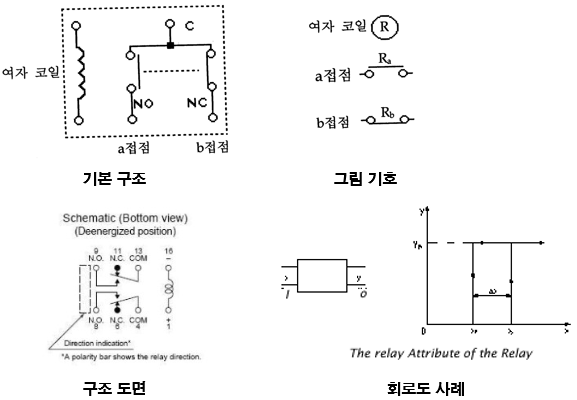 여자 코일
C
NO
NC
a접점
b접점
기본 구조
여자 코일 R
a접점 Ra
b접점 Rb
그림 기호
Schematic (Bottom view)
(Deenergized position)
9 11 13 16
N.O. N.C. COM −
N.O. N.C. COM +
8 6 4 1
Direction indication*
*A polarity bar shows the relay direction.
구조 도면
x y
I o
y
0
x
The relay Attribute of the Relay
회로도 사례